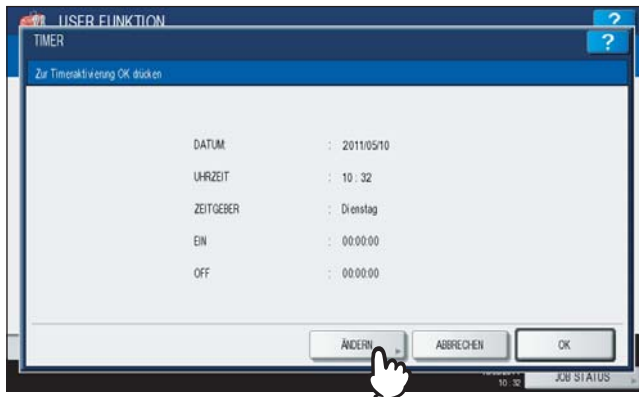 USER FUNKTION ?
TIMER ?
Zur Timeraktivierung OK drücken
DATUM: : 2011/05/10
UHRZEIT : 10 : 32
ZEITGEBER : Dienstag
EIN : 00:00:00
OFF : 00:00:00
ÄNDERN ABBRECHEN OK
10:32 JOB STATUS